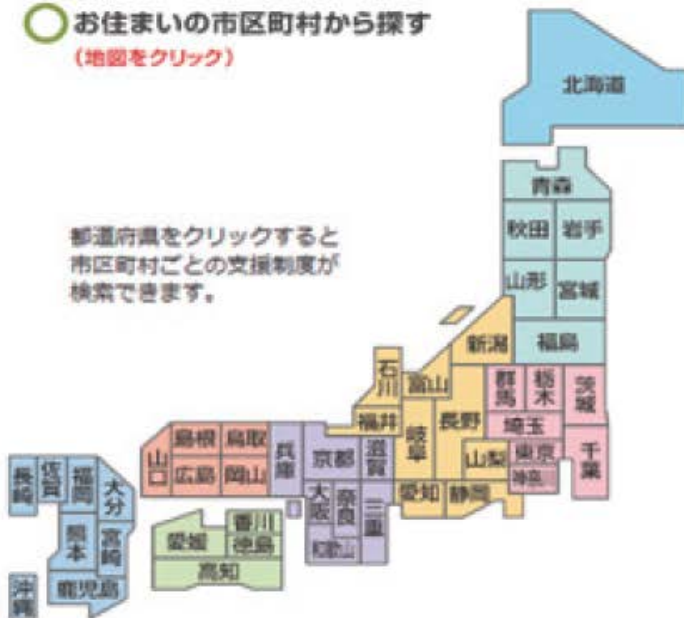 お住まいの市区町村から探す
(地図をクリック)
北海道
青森
都道府県をクリックすると
市区町村ごとの支援制度が
検索できます。
秋田
岩手
山形
宮城
新潟
福島
石川
富山
群馬
栃木
茨城
福井
岐阜
長野
埼玉
山口
島根
鳥取
兵庫
京都
滋賀
山梨
東京
千葉
広島
岡山
神奈川
長崎
佐賀
福岡
大分
大阪
奈良
三重
愛知
静岡
熊本
宮崎
愛媛
香川
徳島
和歌山
高知
沖縄
鹿児島